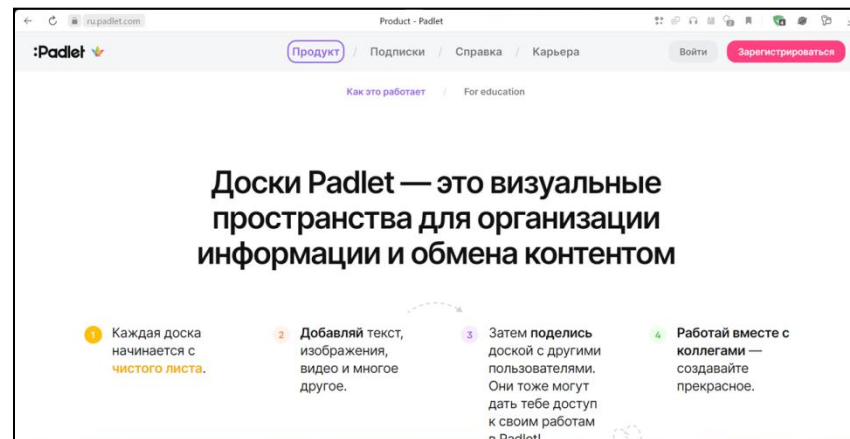 ru.padlet.com
Product - Padlet
:Padlet
Продукт / Подписки / Справка / Карьера
Войти
Зарегистрироваться
Как это работает / For education
Доски Padlet — это визуальные
пространства для организации
информации и обмена контентом
1 Каждая доска
начинается с
чистого листа.
2 Добавляй текст,
изображения,
видео и многое
другое.
3 Затем поделись
доской с другими
пользователями.
Они тоже могут
дать тебе доступ
к своим работам
в Padlet!
4 Работай вместе с
коллегами —
создавайте
прекрасное.